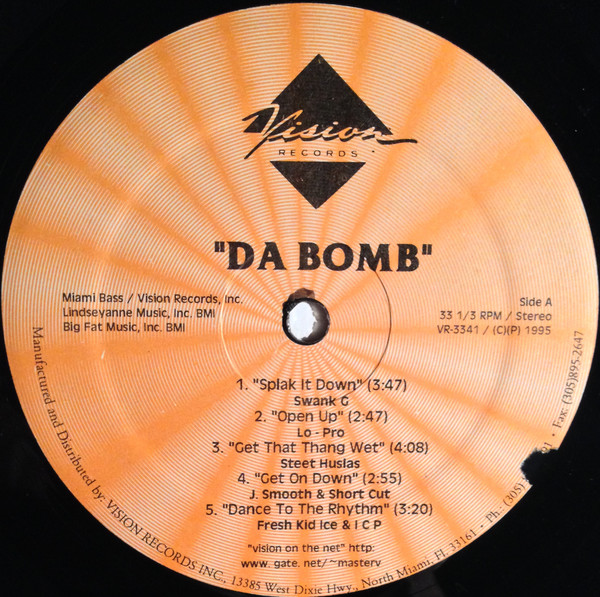 Vision
RECORDS
"DA BOMB"
Miami Bass / Vision Records, Inc.
Lindseyanne Music, Inc. BMI
Big Fat Music, Inc. BMI
Side A
33 1/3 RPM / Stereo
VR-3341 / (C)(P) 1995
1. "Splak It Down" (3:47)
Swank G
2. "Open Up" (2:47)
Lo - Pro
3. "Get That Thang Wet" (4:08)
Steet Huslas
4. "Get On Down" (2:55)
J. Smooth & Short Cut
5. "Dance To The Rhythm" (3:20)
Fresh Kid Ice & I C P
"vision on the net" http:
www. gate. net/~masterv
Manufactured and Distributed by: VISION RECORDS INC., 13385 West Dixie Hwy., North Miami, FL 33161 • Ph.: (305) • Fax: (305)895-2647